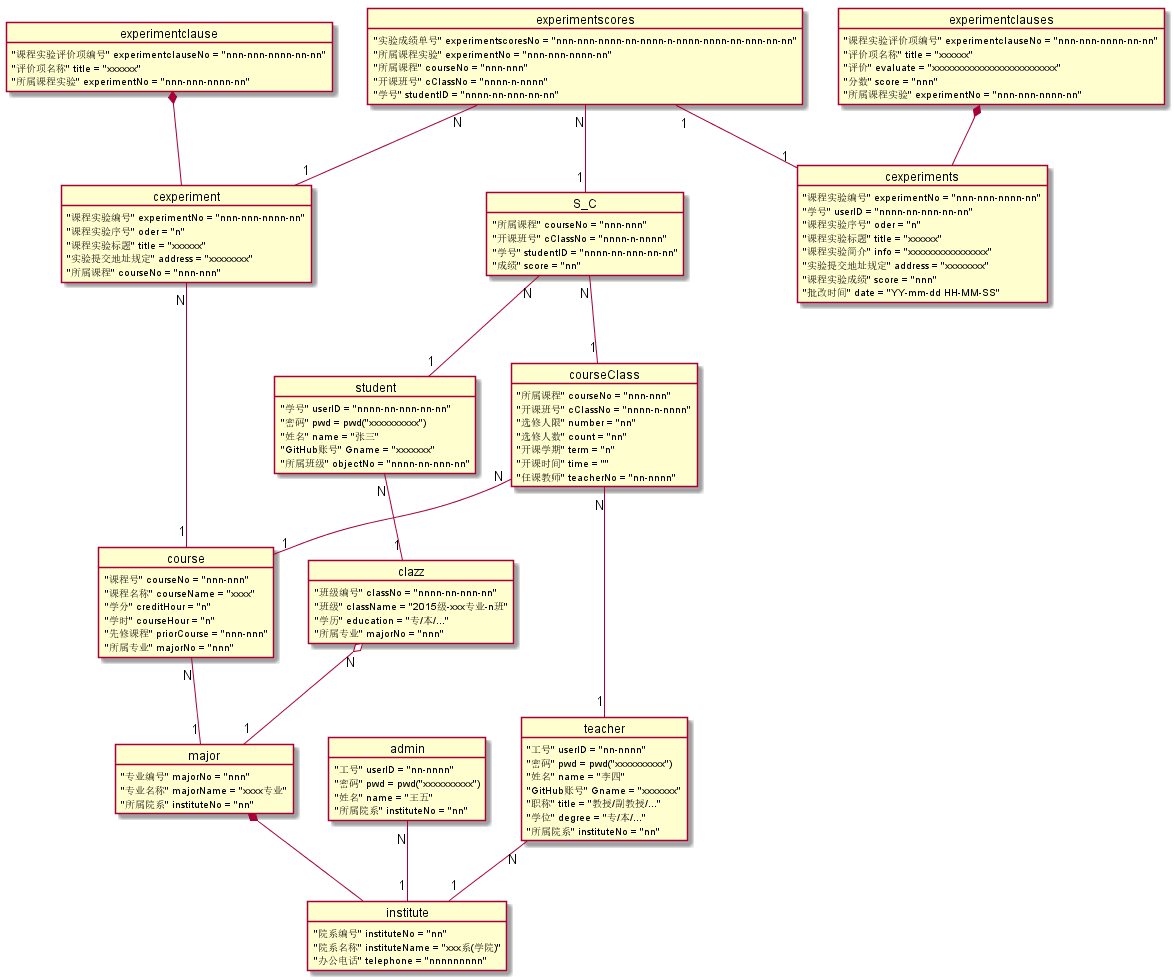 experimentclause
"课程实验评价项编号" experimentclauseNo = "nnn-nnn-nnnn-nn-nn"
"评价项名称" title = "xxxxxx"
"所属课程实验" experimentNo = "nnn-nnn-nnnn-nn"
experimentscores
"实验成绩单号" experimentscoresNo = "nnn-nnn-nnnn-nn-nnnn-n-nnnn-nnnn-nn-nnn-nn-nn"
"所属课程实验" experimentNo = "nnn-nnn-nnnn-nn"
"所属课程" courseNo = "nnn-nnn"
"开课班号" cClassNo = "nnnn-n-nnnn"
"学号" studentID = "nnnn-nn-nnn-nn-nn"
experimentclauses
"课程实验评价项编号" experimentclauseNo = "nnn-nnn-nnnn-nn-nn"
"评价项名称" title = "xxxxxx"
"评价" evaluate = "xxxxxxxxxxxxxxxxxxxxxxxx"
"分数" score = "nnn"
"所属课程实验" experimentNo = "nnn-nnn-nnnn-nn"
N
N
1
1
1
1
cexperiment
"课程实验编号" experimentNo = "nnn-nnn-nnnn-nn"
"课程实验序号" oder = "n"
"课程实验标题" title = "xxxxxx"
"实验提交地址规定" address = "xxxxxxxx"
"所属课程" courseNo = "nnn-nnn"
S_C
"所属课程" courseNo = "nnn-nnn"
"开课班号" cClassNo = "nnnn-n-nnnn"
"学号" studentID = "nnnn-nn-nnn-nn-nn"
"成绩" score = "nn"
cexperiments
"课程实验编号" experimentNo = "nnn-nnn-nnnn-nn"
"学号" userID = "nnnn-nn-nnn-nn-nn"
"课程实验序号" oder = "n"
"课程实验标题" title = "xxxxxx"
"课程实验简介" info = "xxxxxxxxxxxxxxx"
"实验提交地址规定" address = "xxxxxxxx"
"课程实验成绩" score = "nnn"
"批改时间" date = "YY-mm-dd HH-MM-SS"
N
N
N
1
1
student
"学号" userID = "nnnn-nn-nnn-nn-nn"
"密码" pwd = pwd("xxxxxxxxx")
"姓名" name = "张三"
"GitHub账号" Gname = "xxxxxxx"
"所属班级" objectNo = "nnnn-nn-nnn-nn"
courseClass
"所属课程" courseNo = "nnn-nnn"
"开课班号" cClassNo = "nnnn-n-nnnn"
"选修人限" number = "nn"
"选修人数" count = "nn"
"开课学期" term = "n"
"开课时间" time = ""
"任课教师" teacherNo = "nn-nnnn"
N
N
N
1
1
1
course
"课程号" courseNo = "nnn-nnn"
"课程名称" courseName = "xxxx"
"学分" creditHour = "n"
"学时" courseHour = "n"
"先修课程" priorCourse = "nnn-nnn"
"所属专业" majorNo = "nnn"
clazz
"班级编号" classNo = "nnnn-nn-nnn-nn"
"班级" className = "2015级-xxx专业-n班"
"学历" education = "专/本/..."
"所属专业" majorNo = "nnn"
N
N
1
1
1
major
"专业编号" majorNo = "nnn"
"专业名称" majorName = "xxxx专业"
"所属院系" instituteNo = "nn"
admin
"工号" userID = "nn-nnnn"
"密码" pwd = pwd("xxxxxxxxx")
"姓名" name = "王五"
"所属院系" instituteNo = "nn"
teacher
"工号" userID = "nn-nnnn"
"密码" pwd = pwd("xxxxxxxxx")
"姓名" name = "李四"
"GitHub账号" Gname = "xxxxxxx"
"职称" title = "教授/副教授/..."
"学位" degree = "专/本/..."
"所属院系" instituteNo = "nn"
N
N
1
1
institute
"院系编号" instituteNo = "nn"
"院系名称" instituteName = "xxx系(学院)"
"办公电话" telephone = "nnnnnnnnn"